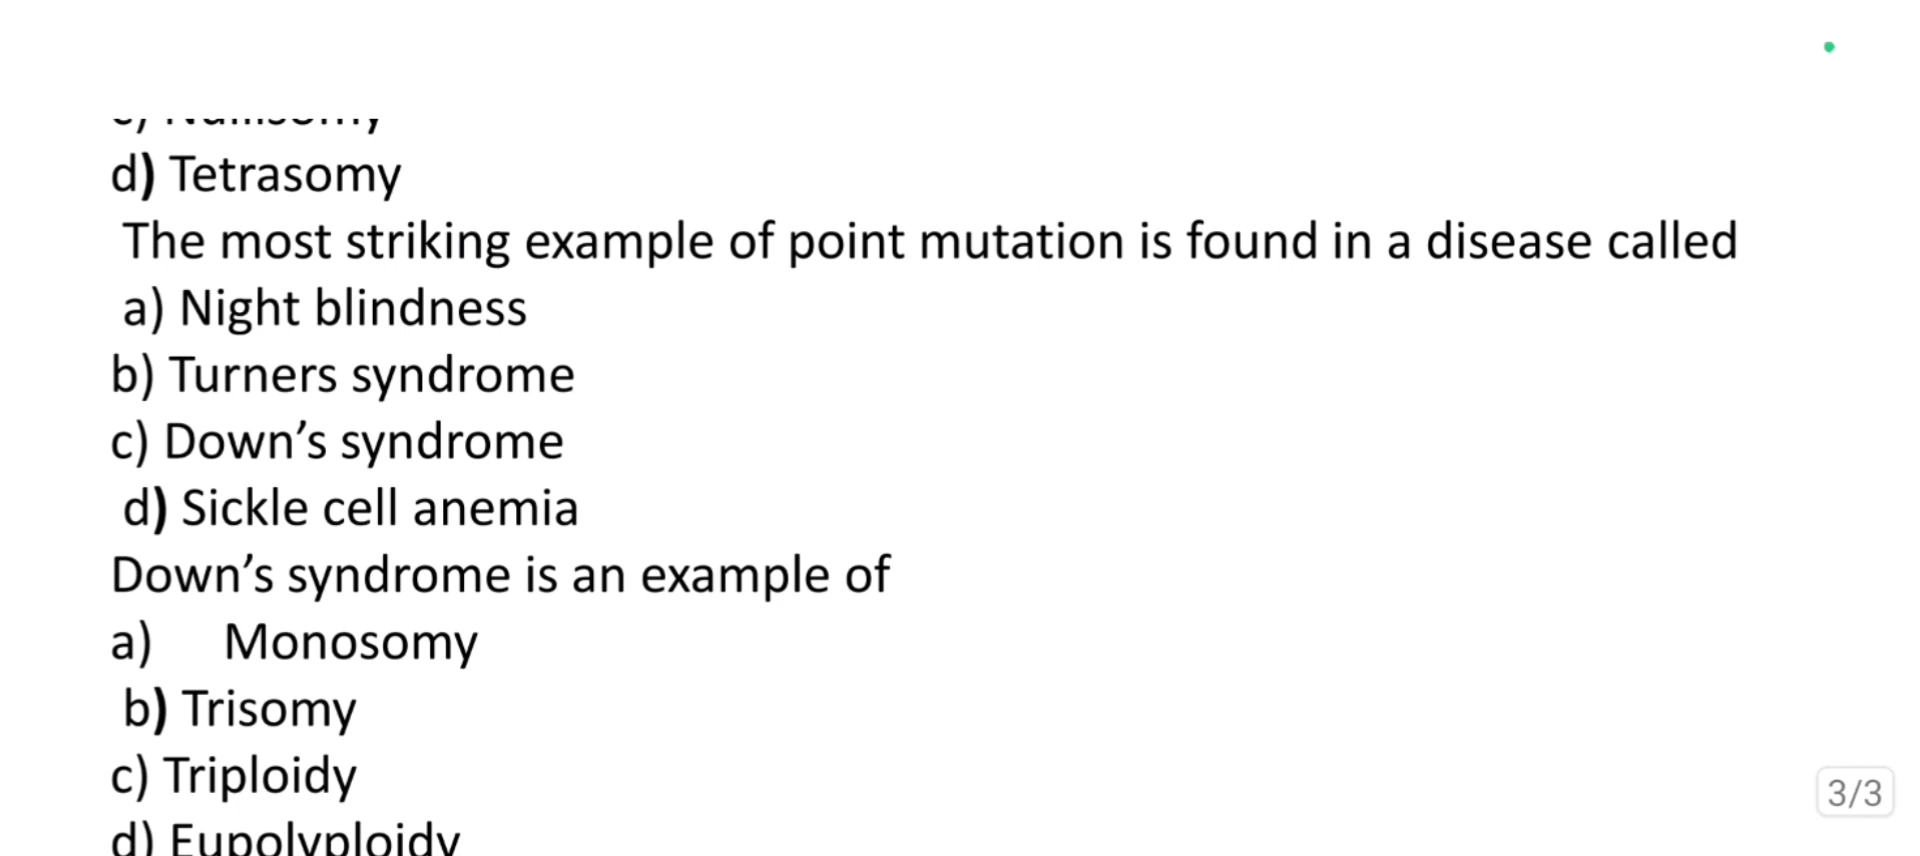 d) Tetrasomy
The most striking example of point mutation is found in a disease called
a) Night blindness
b) Turners syndrome
c) Down’s syndrome
d) Sickle cell anemia
Down’s syndrome is an example of
a) Monosomy
b) Trisomy
c) Triploidy
d) Eupolyploidy
3/3